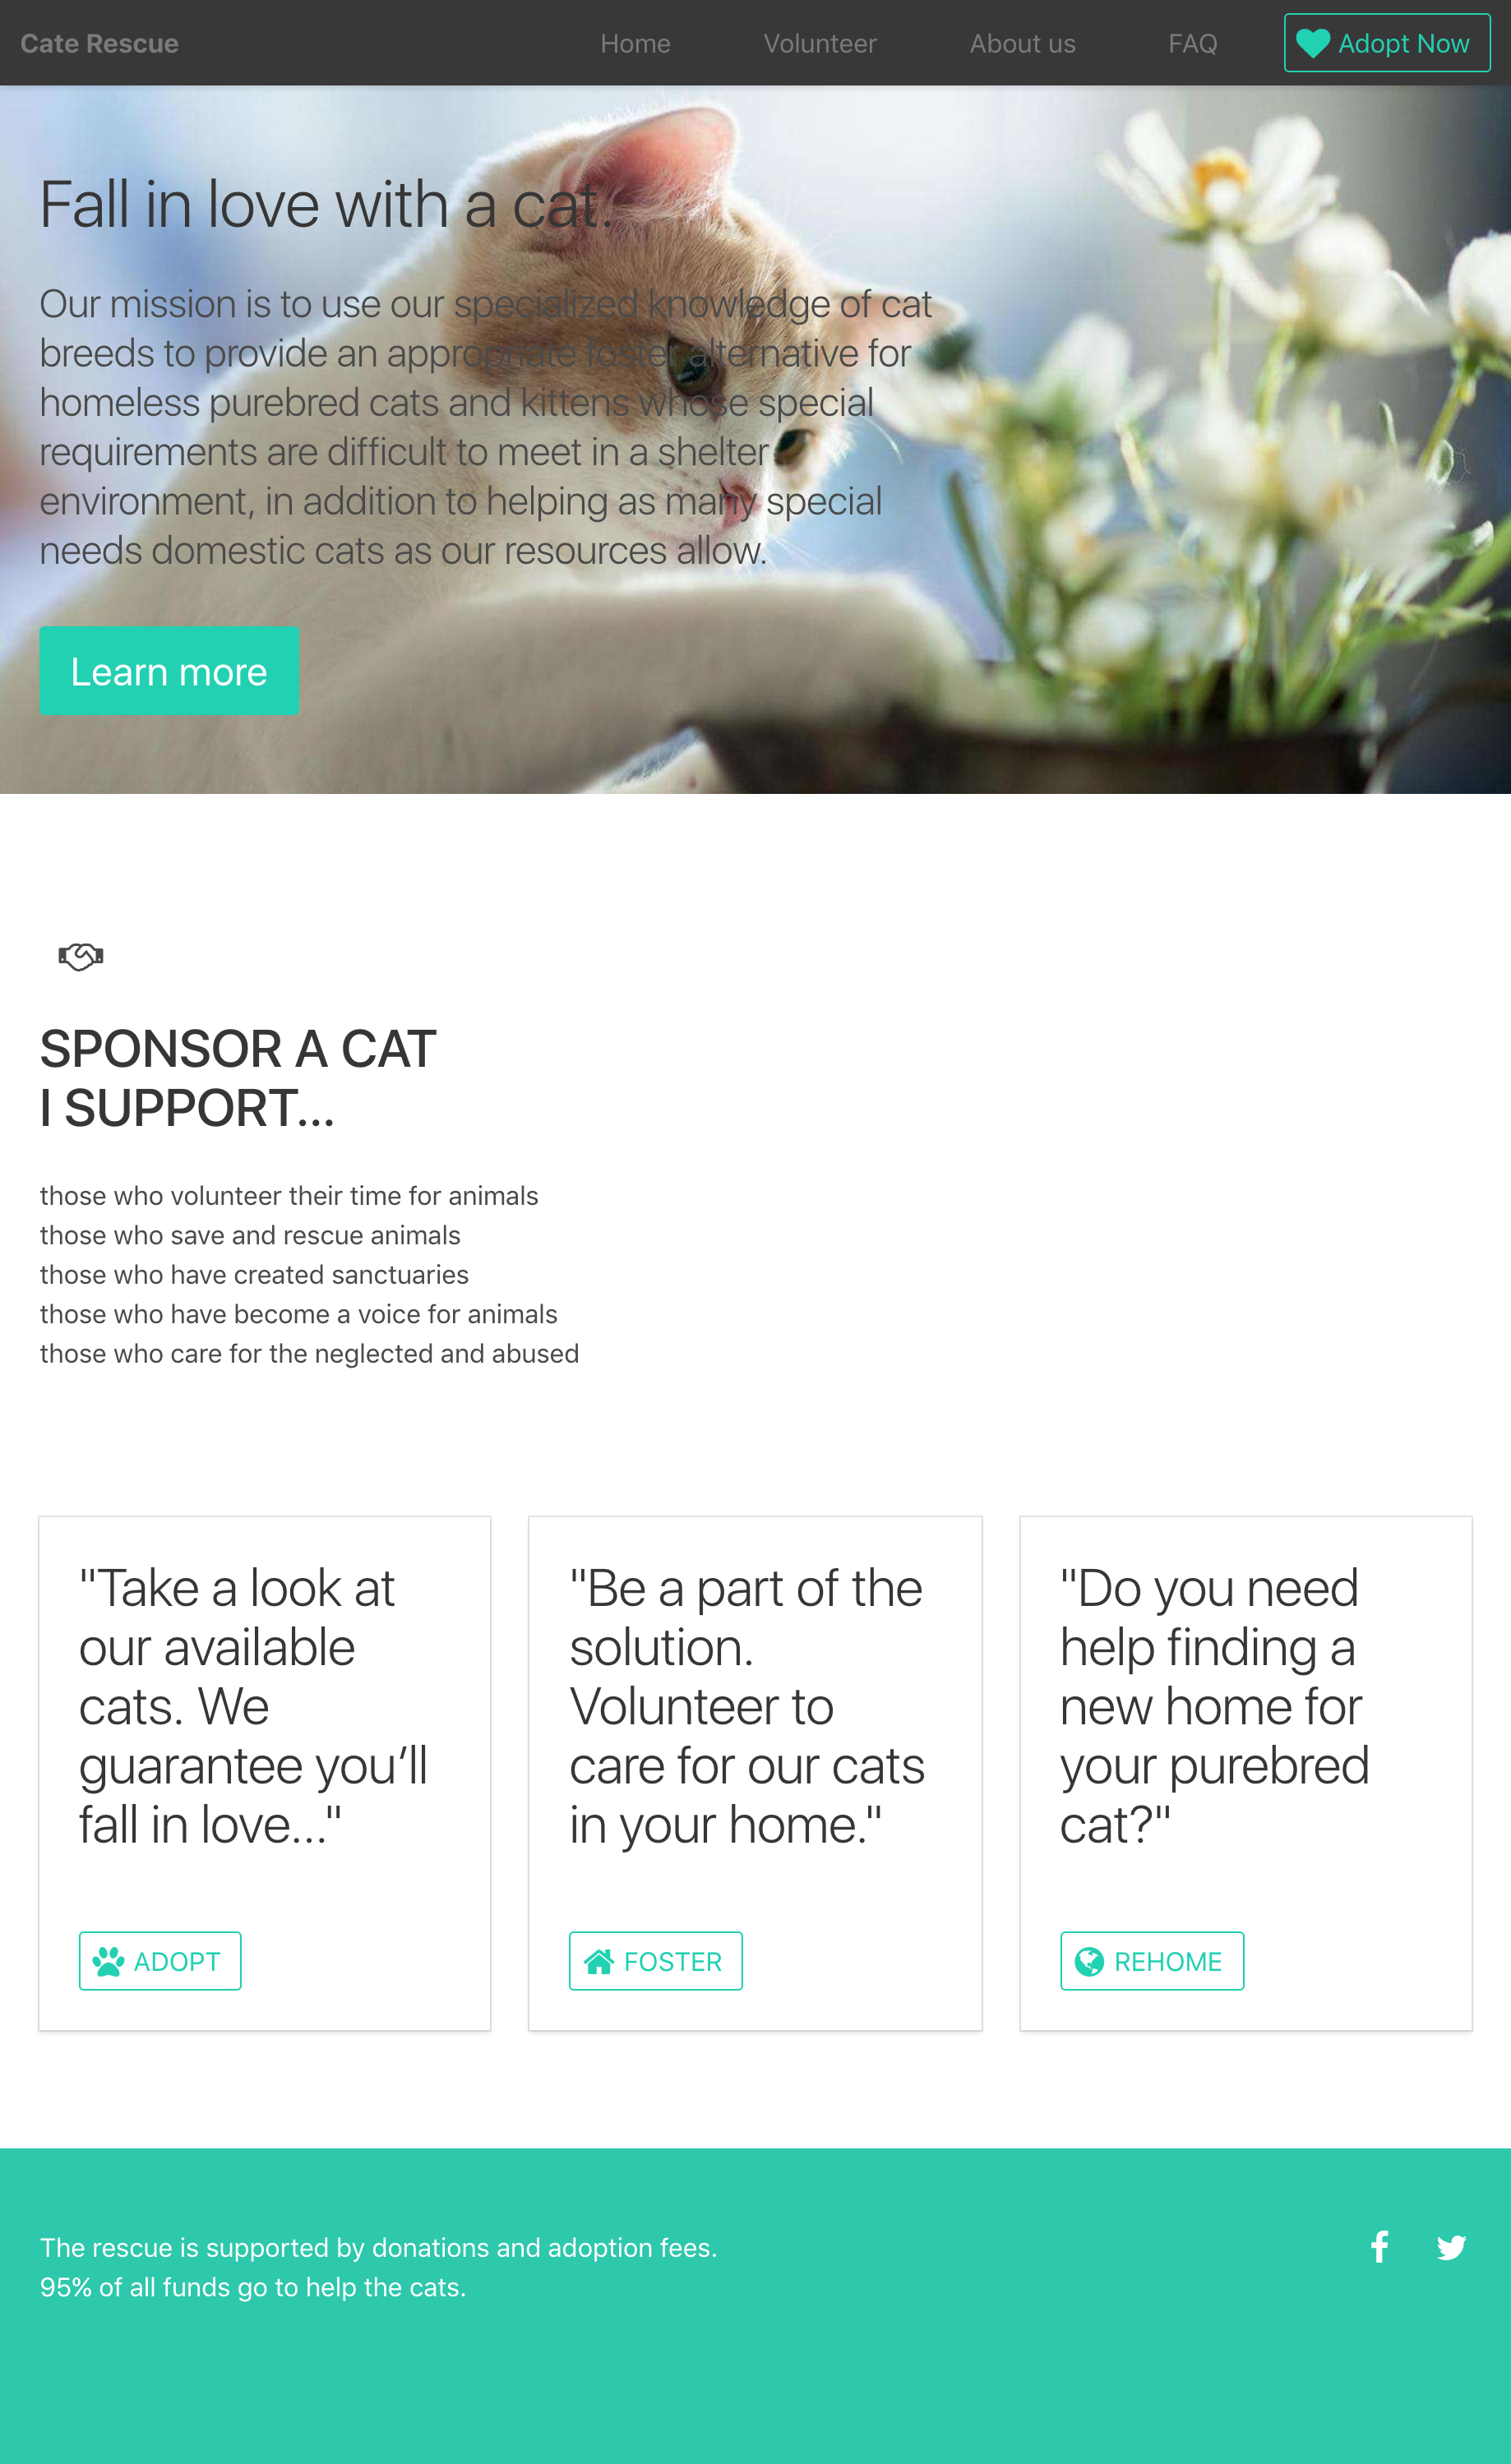 Cate Rescue
Home
Volunteer
About us
FAQ
Adopt Now
Fall in love with a cat.
Our mission is to use our specialized knowledge of cat
breeds to provide an appropriate foster alternative for
homeless purebred cats and kittens whose special
requirements are difficult to meet in a shelter
environment, in addition to helping as many special
needs domestic cats as our resources allow.
Learn more
SPONSOR A CAT
I SUPPORT...
those who volunteer their time for animals
those who save and rescue animals
those who have created sanctuaries
those who have become a voice for animals
those who care for the neglected and abused
"Take a look at
our available
cats. We
guarantee you’ll
fall in love..."
ADOPT
"Be a part of the
solution.
Volunteer to
care for our cats
in your home."
FOSTER
"Do you need
help finding a
new home for
your purebred
cat?"
REHOME
The rescue is supported by donations and adoption fees.
95% of all funds go to help the cats.